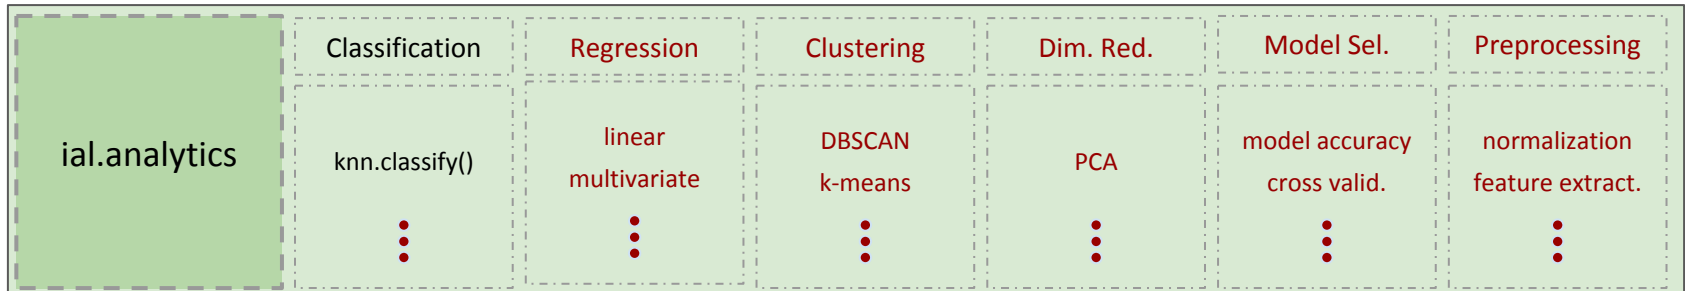 ial.analytics
Classification
knn.classify()
Regression
linear
multivariate
Clustering
DBSCAN
k-means
Dim. Red.
PCA
Model Sel.
model accuracy
cross valid.
Preprocessing
normalization
feature extract.